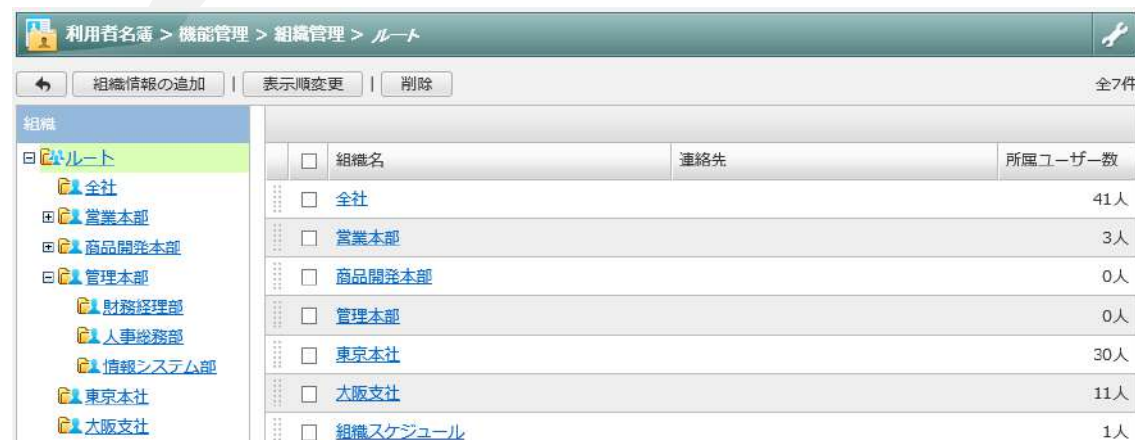 利用者名簿 > 機能管理 > 組織管理 > ルート
組織情報の追加 | 表示順変更 | 削除
全7件
組織
ルート
全社
営業本部
商品開発本部
管理本部
財務経理部
人事総務部
情報システム部
東京本社
大阪支社
組織名 連絡先 所属ユーザー数
全社 41人
営業本部 3人
商品開発本部 0人
管理本部 0人
東京本社 30人
大阪支社 11人
組織スケジュール 1人